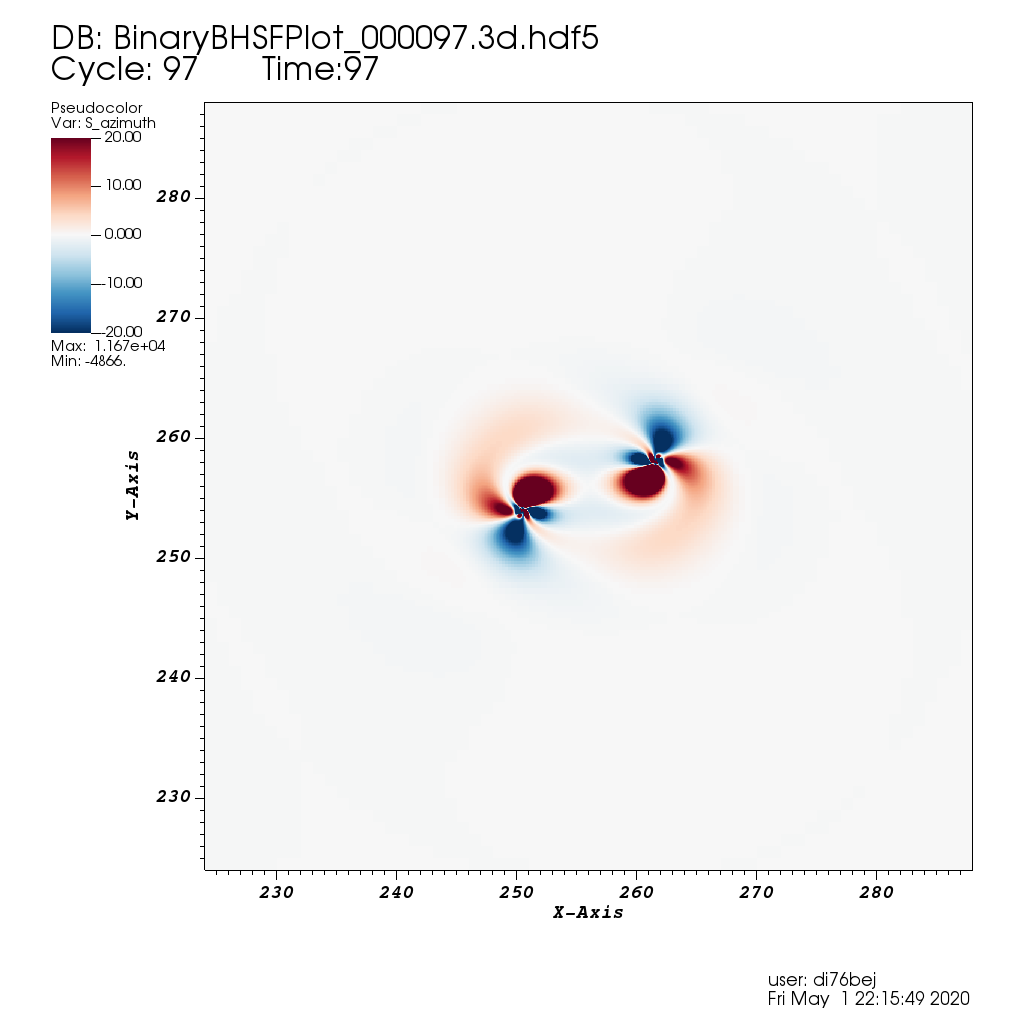 DB: BinaryBHSFPlot_000097.3d.hdf5
Cycle: 97 Time:97
Pseudocolor
Var: S_azimuth
20.00
10.00
0.000
-10.00
-20.00
Max: 1.167e+04
Min: -4866.
280
270
260
250
240
230
Y-Axis
230 240 250 260 270 280
X-Axis
user: di76bej
Fri May 1 22:15:49 2020